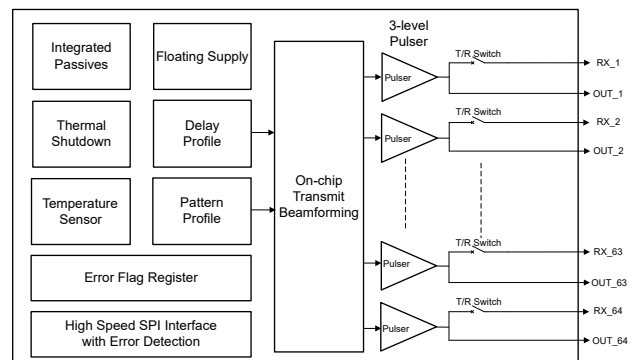 Integrated
Passives
Floating Supply
Thermal
Shutdown
Delay
Profile
Temperature
Sensor
Pattern
Profile
Error Flag Register
High Speed SPI Interface
with Error Detection
On-chip
Transmit
Beamforming
3-level
Pulser
Pulser
T/R Switch
RX_1
OUT_1
Pulser
T/R Switch
RX_2
OUT_2
Pulser
T/R Switch
RX_63
OUT_63
Pulser
T/R Switch
RX_64
OUT_64